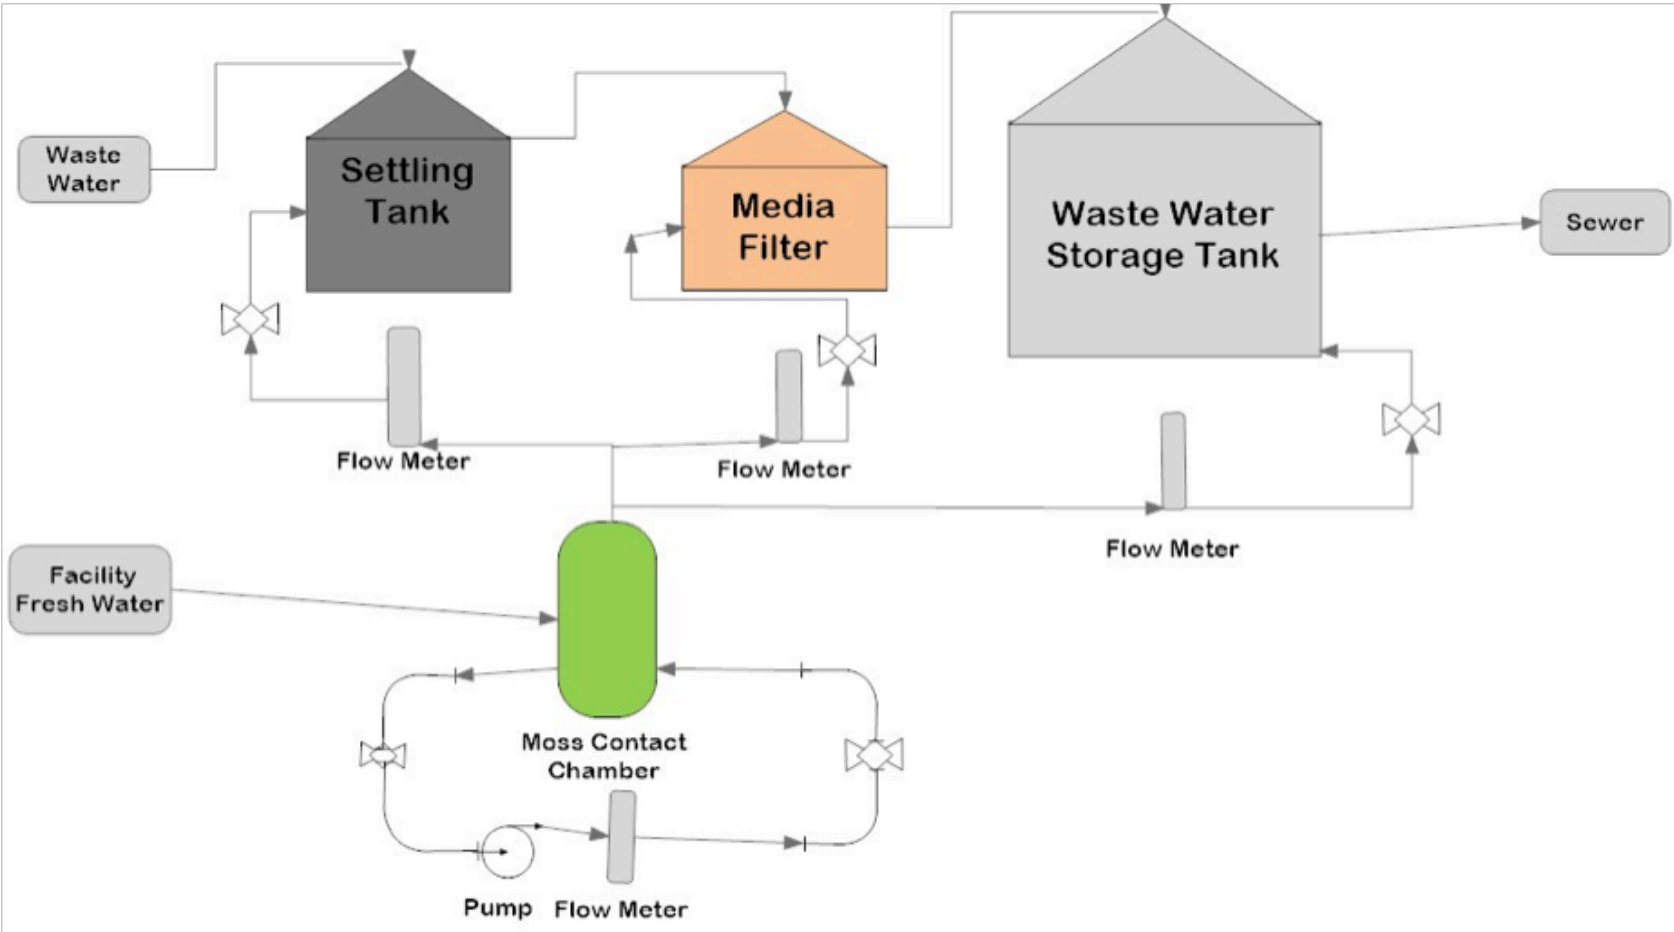 Waste
Water
Settling
Tank
Media
Filter
Waste Water
Storage Tank
Sewer
Flow Meter
Flow Meter
Flow Meter
Facility
Fresh Water
Moss Contact
Chamber
Pump
Flow Meter